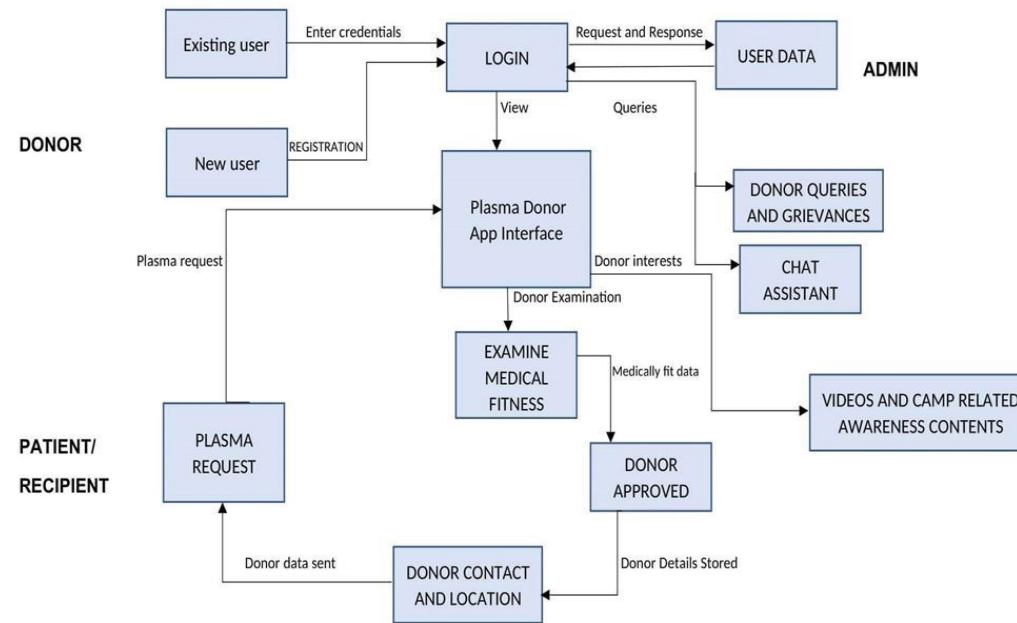 Existing user
Enter credentials
LOGIN
Request and Response
USER DATA
ADMIN
View
Queries
DONOR
New user
REGISTRATION
Plasma Donor
App Interface
DONOR QUERIES
AND GRIEVANCES
Plasma request
Donor interests
CHAT
ASSISTANT
Donor Examination
EXAMINE
MEDICAL
FITNESS
Medically fit data
VIDEOS AND CAMP RELATED
AWARENESS CONTENTS
PATIENT/
RECIPIENT
PLASMA
REQUEST
DONOR
APPROVED
Donor data sent
DONOR CONTACT
AND LOCATION
Donor Details Stored